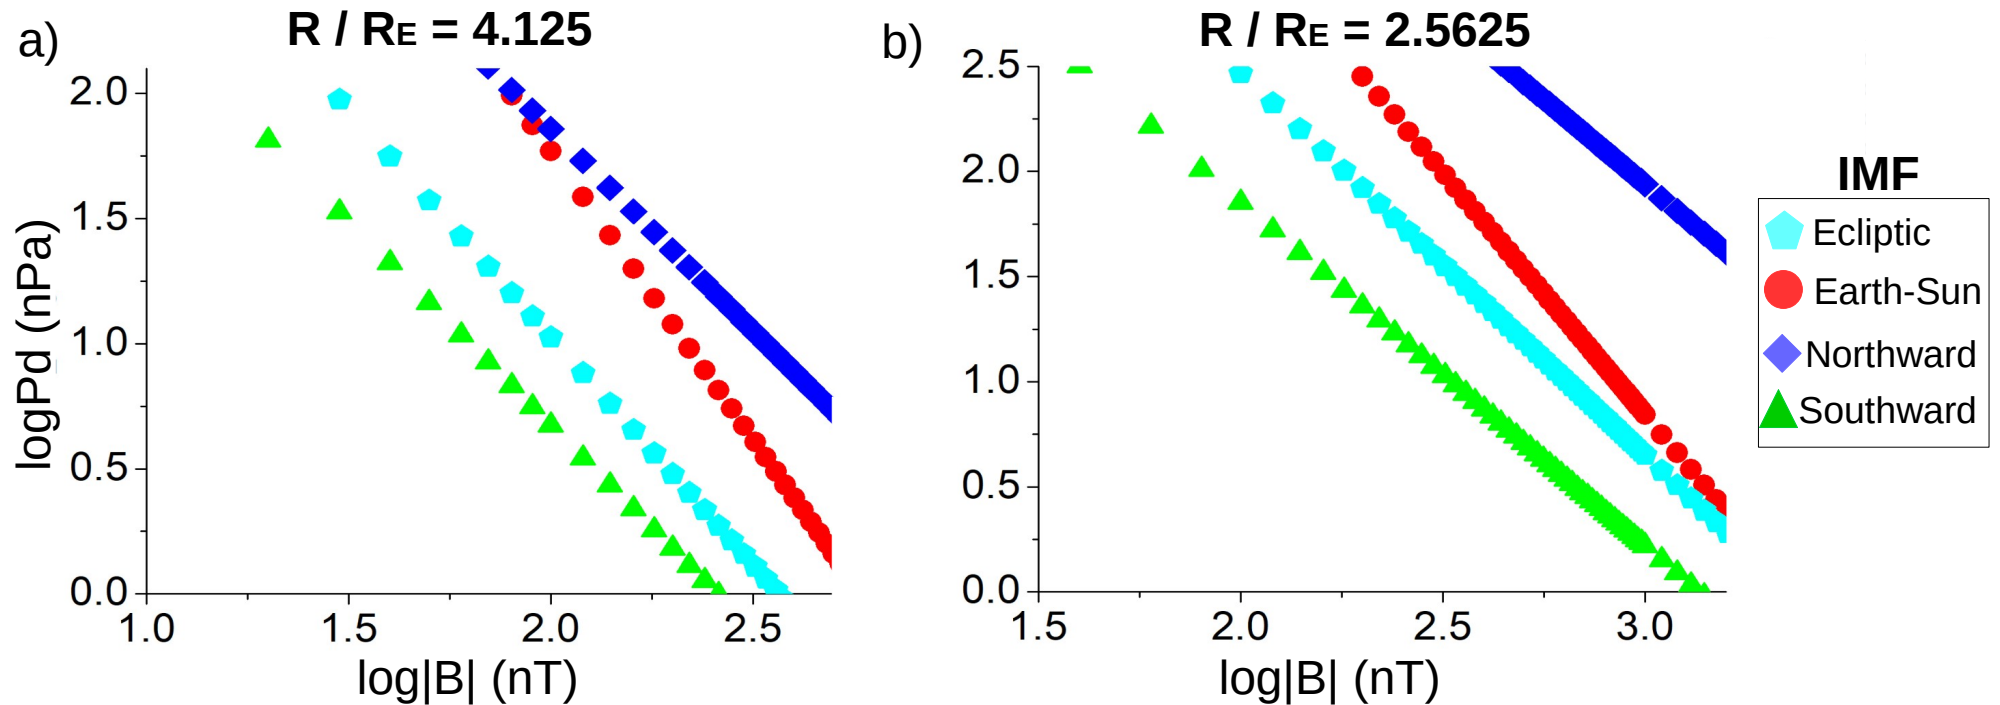 a)
R / RE = 4.125
logPd (nPa)
2.0
1.5
1.0
0.5
0.0
1.0 1.5 2.0 2.5
log|B| (nT)
b)
R / RE = 2.5625
2.5
2.0
1.5
1.0
0.5
0.0
1.5 2.0 2.5 3.0
log|B| (nT)
IMF
Ecliptic
Earth-Sun
Northward
Southward